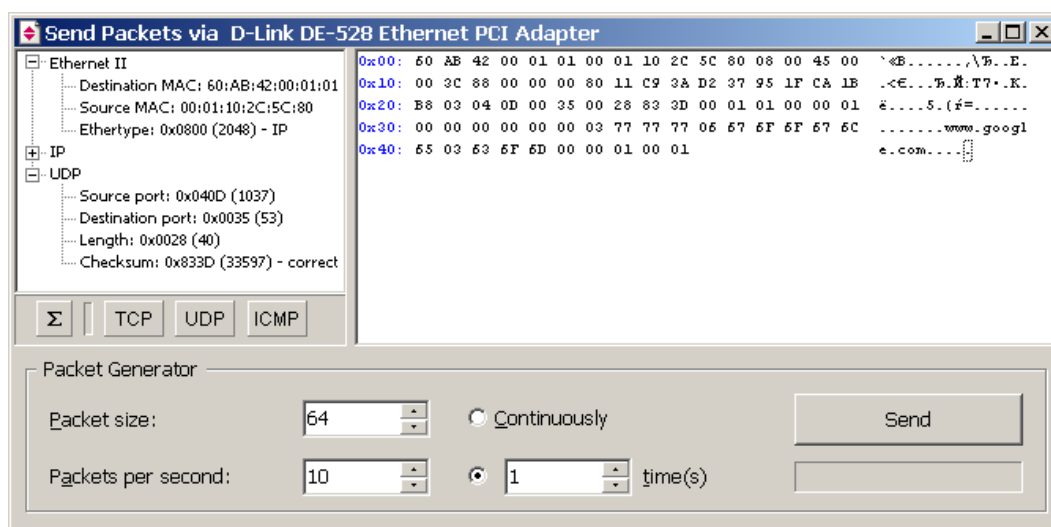 Send Packets via D-Link DE-528 Ethernet PCI Adapter
Ethernet II
Destination MAC: 60:AB:42:00:01:01
Source MAC: 00:01:10:2C:5C:80
Ethertype: 0x0800 (2048) - IP
IP
UDP
Source port: 0x040D (1037)
Destination port: 0x0035 (53)
Length: 0x0028 (40)
Checksum: 0x833D (33597) - correct
0x00: 60 AB 42 00 01 01 00 01 10 2C 5C 80 08 00 45 00 `«B......,\Ђ..E.
0x10: 00 3C 88 00 00 00 80 11 C9 3A D2 37 95 1F CA 1B .<€...Ђ.Й:Т7•.К.
0x20: B8 03 04 0D 00 35 00 28 83 3D 00 01 01 00 00 01 ё....5.(ѓ=......
0x30: 00 00 00 00 00 00 03 77 77 77 06 67 6F 6F 67 6C .......www.googl
0x40: 65 03 63 6F 6D 00 00 01 00 01 e.com.....
Σ TCP UDP ICMP
Packet Generator
Packet size: 64 Continuously Send
Packets per second: 10 1 time(s)